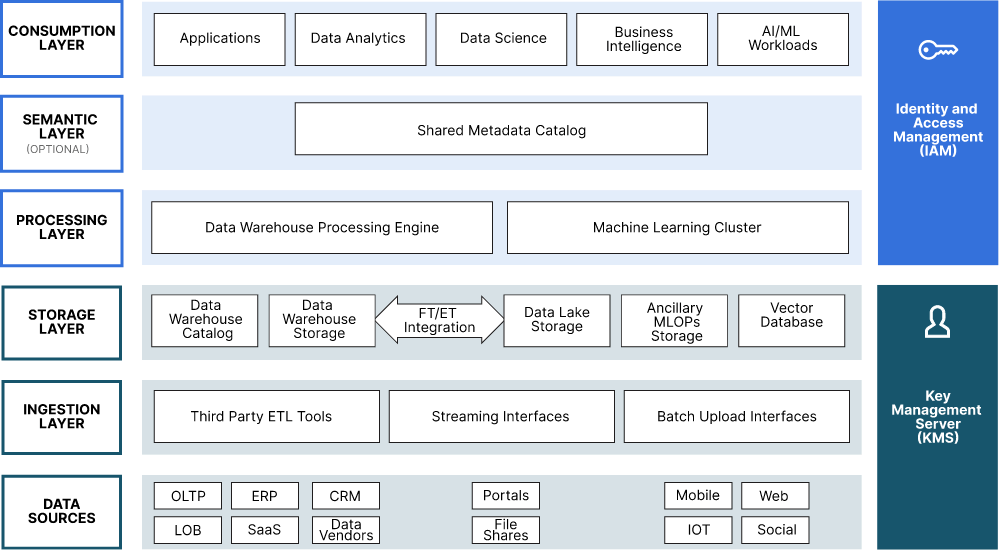 CONSUMPTION
LAYER
Applications
Data Analytics
Data Science
Business
Intelligence
AI/ML
Workloads
SEMANTIC
LAYER
(OPTIONAL)
Shared Metadata Catalog
PROCESSING
LAYER
Data Warehouse Processing Engine
Machine Learning Cluster
Identity and
Access
Management
(IAM)
STORAGE
LAYER
Data
Warehouse
Catalog
Data
Warehouse
Storage
FT/ET
Integration
Data Lake
Storage
Ancillary
MLOPs
Storage
Vector
Database
INGESTION
LAYER
Third Party ETL Tools
Streaming Interfaces
Batch Upload Interfaces
DATA
SOURCES
OLTP
ERP
CRM
Portals
Mobile
Web
LOB
SaaS
Data
Vendors
File
Shares
IOT
Social
Key
Management
Server
(KMS)